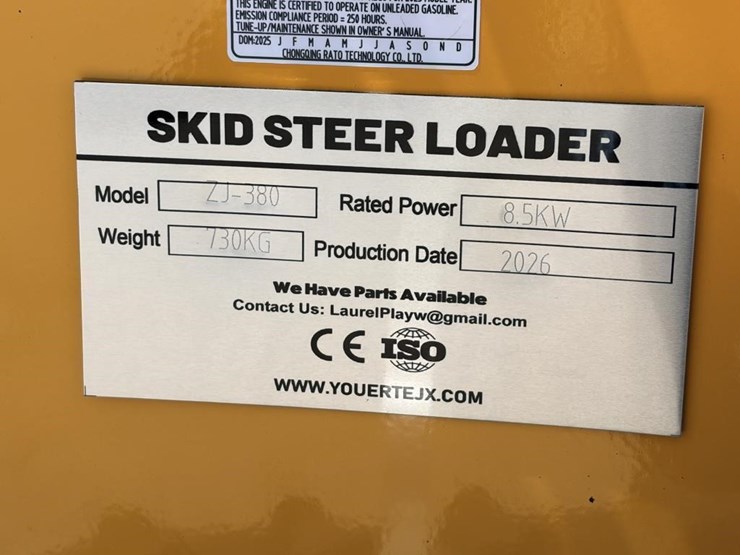 THIS ENGINE IS CERTIFIED TO OPERATE ON UNLEADED GASOLINE.
EMISSION COMPLIANCE PERIOD = 250 HOURS.
TUNE-UP/MAINTENANCE SHOWN IN OWNER'S MANUAL.
DOM:2025 J F M A M J J A S O N D
CHONGQING RATO TECHNOLOGY CO., LTD.
SKID STEER LOADER
Model ZJ-380 Rated Power 8.5KW
Weight 730KG Production Date 2026
We Have Parts Available
Contact Us: LaurelPlayw@gmail.com
CE ISO
WWW.YOUERTEJX.COM